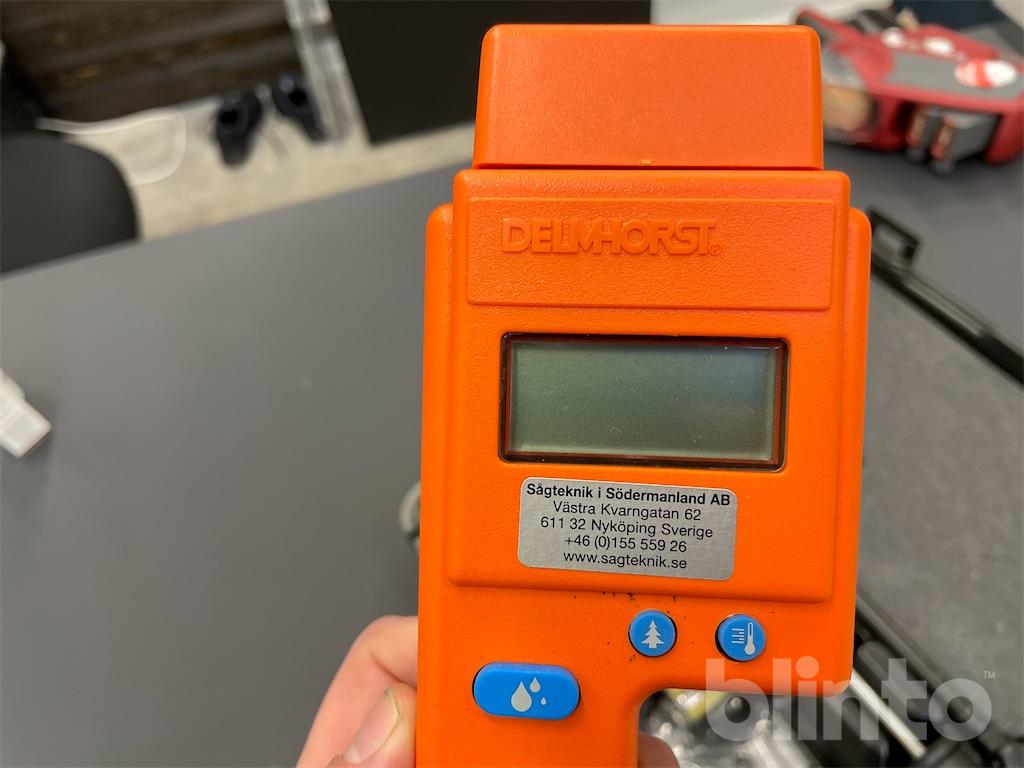 DELMHORST®
Sågteknik i Södermanland AB
Västra Kvarngatan 62
611 32 Nyköping Sverige
+46 (0)155 559 26
www.sagteknik.se
blinto™